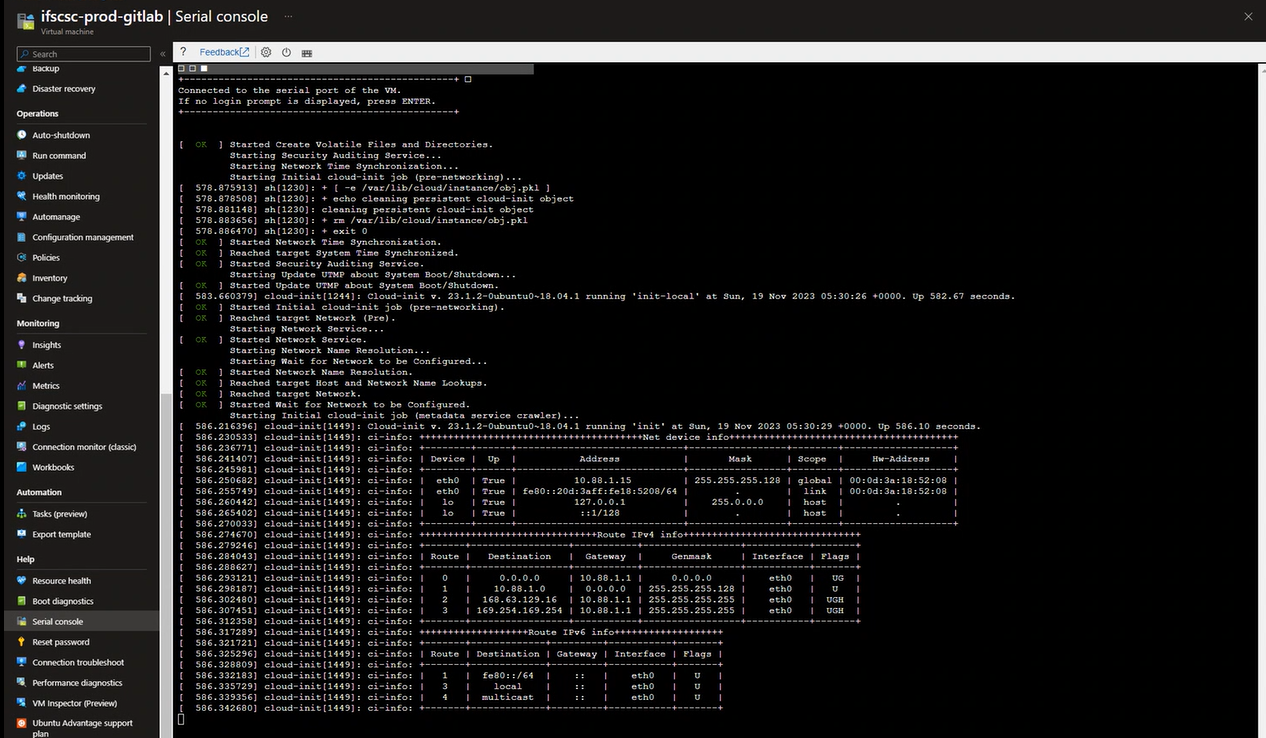 ifscsc-prod-gitlab | Serial console ...
Virtual machine
Search
«
? Feedback
Backup
Disaster recovery
Operations
Auto-shutdown
Run command
Updates
Health monitoring
Automanage
Configuration management
Policies
Inventory
Change tracking
Monitoring
Insights
Alerts
Metrics
Diagnostic settings
Logs
Connection monitor (classic)
Workbooks
Automation
Tasks (preview)
Export template
Help
Resource health
Boot diagnostics
Serial console
Reset password
Connection troubleshoot
Performance diagnostics
VM Inspector (Preview)
Ubuntu Advantage support
plan
Connected to the serial port of the VM.
If no login prompt is displayed, press ENTER.
[ OK ] Started Create Volatile Files and Directories.
Starting Security Auditing Service...
Starting Network Time Synchronization...
Starting Initial cloud-init job (pre-networking)...
[ 578.875913] sh[1230]: + [ -e /var/lib/cloud/instance/obj.pkl ]
[ 578.878508] sh[1230]: + echo cleaning persistent cloud-init object
[ 578.881148] sh[1230]: cleaning persistent cloud-init object
[ 578.883656] sh[1230]: + rm /var/lib/cloud/instance/obj.pkl
[ 578.886470] sh[1230]: + exit 0
[ OK ] Started Network Time Synchronization.
[ OK ] Reached target System Time Synchronized.
[ OK ] Started Security Auditing Service.
Starting Update UTMP about System Boot/Shutdown...
[ OK ] Started Update UTMP about System Boot/Shutdown.
[ 583.660379] cloud-init[1244]: Cloud-init v. 23.1.2-0ubuntu0~18.04.1 running 'init-local' at Sun, 19 Nov 2023 05:30:26 +0000. Up 582.67 seconds.
[ OK ] Started Initial cloud-init job (pre-networking).
[ OK ] Reached target Network (Pre).
Starting Network Service...
[ OK ] Started Network Service.
Starting Network Name Resolution...
Starting Wait for Network to be Configured...
[ OK ] Started Network Name Resolution.
[ OK ] Reached target Host and Network Name Lookups.
[ OK ] Reached target Network.
[ OK ] Started Wait for Network to be Configured.
Starting Initial cloud-init job (metadata service crawler)...
[ 586.216396] cloud-init[1449]: Cloud-init v. 23.1.2-0ubuntu0~18.04.1 running 'init' at Sun, 19 Nov 2023 05:30:29 +0000. Up 586.10 seconds.
[ 586.230533] cloud-init[1449]: ci-info: ++++++++++++++++++++++++++++++++++++Net device info++++++++++++++++++++++++++++++++++++
[ 586.236771] cloud-init[1449]: ci-info: +--------+------+------------------------------+-----------------+--------+-------------------+
[ 586.241407] cloud-init[1449]: ci-info: | Device | Up | Address | Mask | Scope | Hw-Address |
[ 586.245981] cloud-init[1449]: ci-info: +--------+------+------------------------------+-----------------+--------+-------------------+
[ 586.250682] cloud-init[1449]: ci-info: | eth0 | True | 10.88.1.15 | 255.255.255.128 | global | 00:0d:3a:18:52:08 |
[ 586.255749] cloud-init[1449]: ci-info: | eth0 | True | fe80::20d:3aff:fe18:5208/64 | . | link | 00:0d:3a:18:52:08 |
[ 586.260442] cloud-init[1449]: ci-info: | lo | True | 127.0.0.1 | 255.0.0.0 | host | . |
[ 586.265402] cloud-init[1449]: ci-info: | lo | True | ::1/128 | . | host | . |
[ 586.270033] cloud-init[1449]: ci-info: +--------+------+------------------------------+-----------------+--------+-------------------+
[ 586.274670] cloud-init[1449]: ci-info: ++++++++++++++++++++++++++++Route IPv4 info++++++++++++++++++++++++++++
[ 586.279246] cloud-init[1449]: ci-info: +-------+-----------------+-----------+-----------------+-----------+-------+
[ 586.284043] cloud-init[1449]: ci-info: | Route | Destination | Gateway | Genmask | Interface | Flags |
[ 586.288627] cloud-init[1449]: ci-info: +-------+-----------------+-----------+-----------------+-----------+-------+
[ 586.293121] cloud-init[1449]: ci-info: | 0 | 0.0.0.0 | 10.88.1.1 | 0.0.0.0 | eth0 | UG |
[ 586.298187] cloud-init[1449]: ci-info: | 1 | 10.88.1.0 | 0.0.0.0 | 255.255.255.128 | eth0 | U |
[ 586.302480] cloud-init[1449]: ci-info: | 2 | 168.63.129.16 | 10.88.1.1 | 255.255.255.255 | eth0 | UGH |
[ 586.307451] cloud-init[1449]: ci-info: | 3 | 169.254.169.254 | 10.88.1.1 | 255.255.255.255 | eth0 | UGH |
[ 586.312358] cloud-init[1449]: ci-info: +-------+-----------------+-----------+-----------------+-----------+-------+
[ 586.317289] cloud-init[1449]: ci-info: +++++++++++++++++++Route IPv6 info+++++++++++++++++++
[ 586.321721] cloud-init[1449]: ci-info: +-------+-------------+---------+-----------+-------+
[ 586.325296] cloud-init[1449]: ci-info: | Route | Destination | Gateway | Interface | Flags |
[ 586.328809] cloud-init[1449]: ci-info: +-------+-------------+---------+-----------+-------+
[ 586.332183] cloud-init[1449]: ci-info: | 1 | fe80::/64 | :: | eth0 | U |
[ 586.335729] cloud-init[1449]: ci-info: | 3 | local | :: | eth0 | U |
[ 586.339356] cloud-init[1449]: ci-info: | 4 | multicast | :: | eth0 | U |
[ 586.342680] cloud-init[1449]: ci-info: +-------+-------------+---------+-----------+-------+